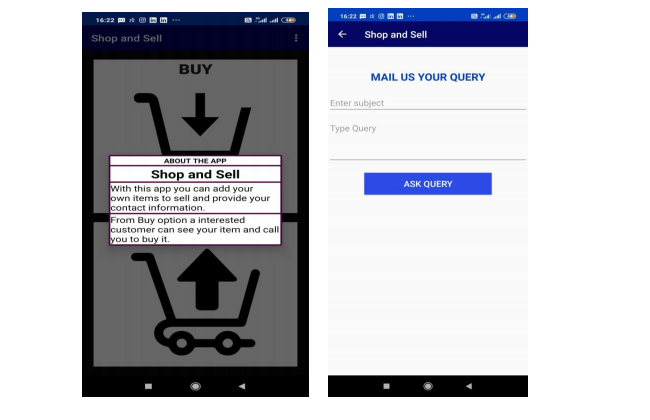 16:22
Shop and Sell
BUY
ABOUT THE APP
Shop and Sell
With this app you can add your
own items to sell and provide your
contact information.
From Buy option a interested
customer can see your item and call
you to buy it.
16:22
Shop and Sell
MAIL US YOUR QUERY
Enter subject
Type Query
ASK QUERY